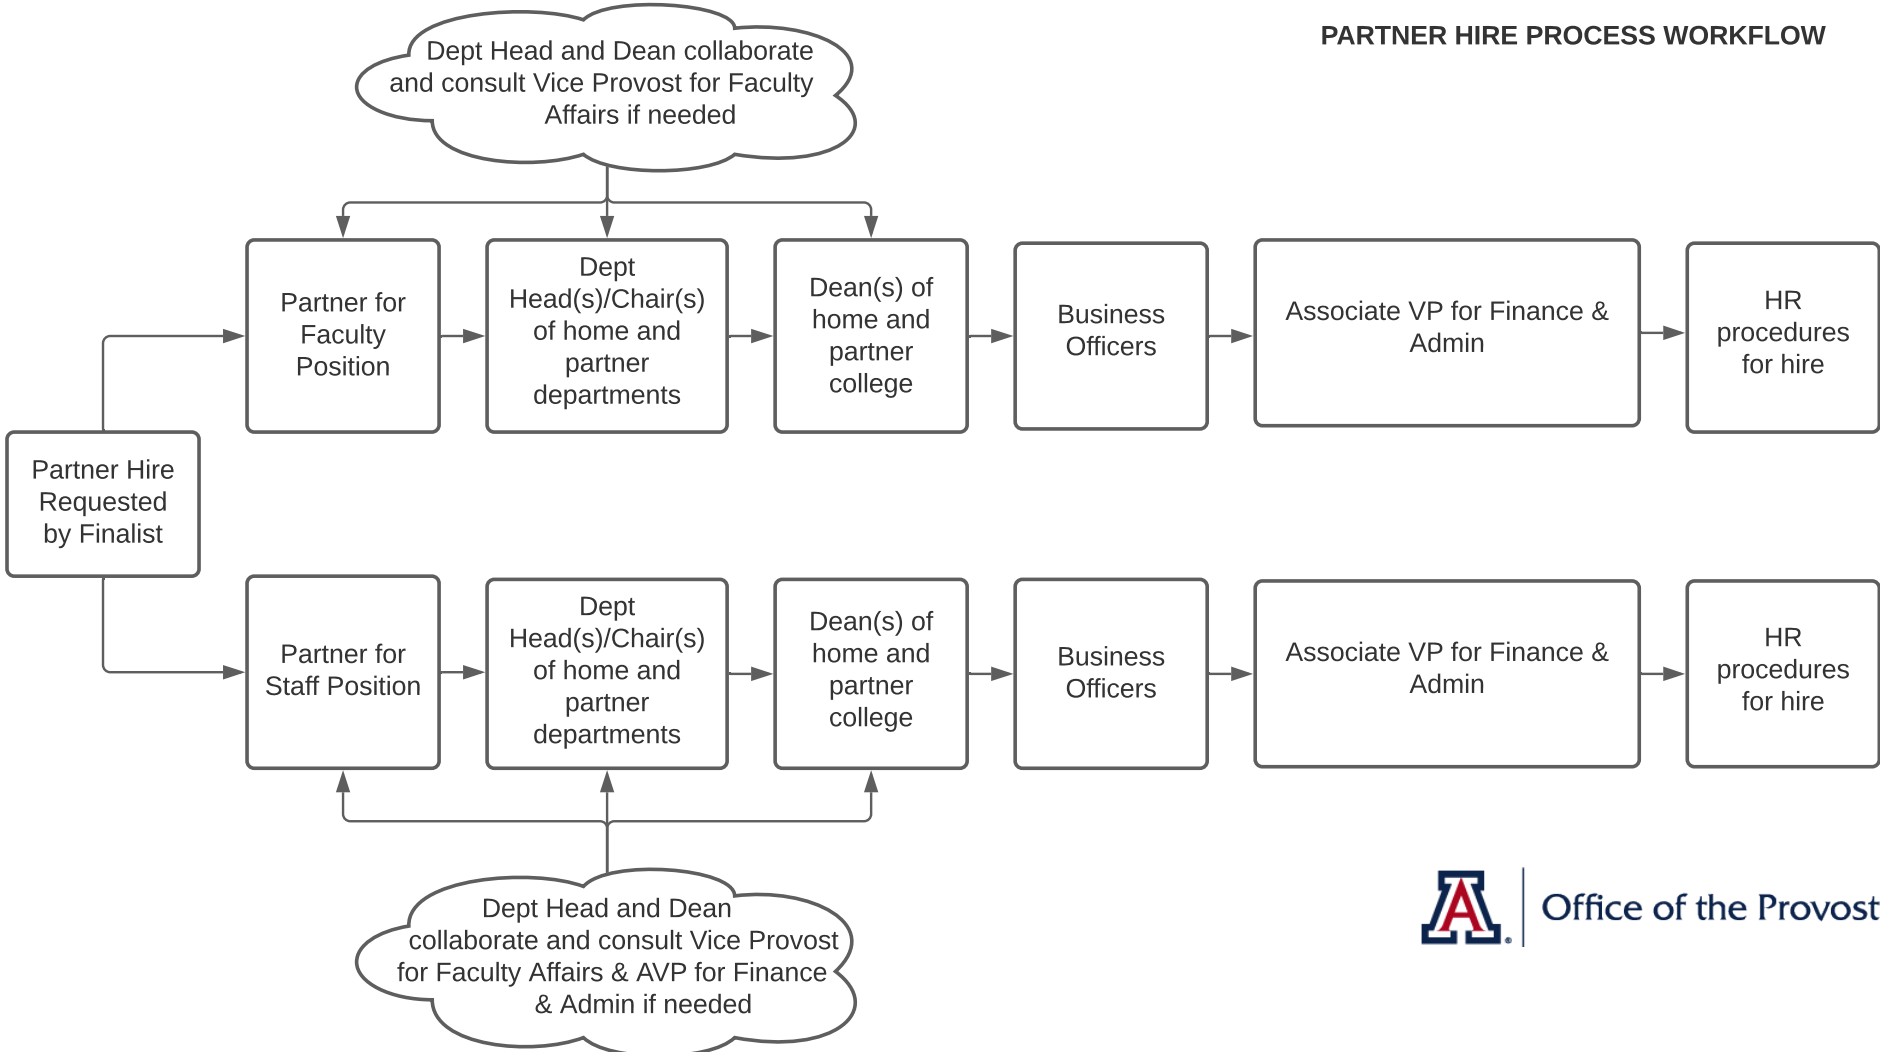 PARTNER HIRE PROCESS WORKFLOW
Dept Head and Dean collaborate
and consult Vice Provost for Faculty
Affairs if needed
Partner for
Faculty
Position
Dept
Head(s)/Chair(s)
of home and
partner
departments
Dean(s) of
home and
partner
college
Business
Officers
Associate VP for Finance &
Admin
HR
procedures
for hire
Partner Hire
Requested
by Finalist
Partner for
Staff Position
Dept
Head(s)/Chair(s)
of home and
partner
departments
Dean(s) of
home and
partner
college
Business
Officers
Associate VP for Finance &
Admin
HR
procedures
for hire
Dept Head and Dean
collaborate and consult Vice Provost
for Faculty Affairs & AVP for Finance
& Admin if needed
A® Office of the Provost